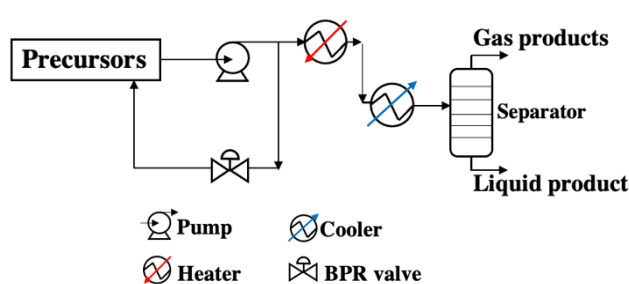 Gas products
Precursors
Separator
Liquid product
Pump
Cooler
Heater
BPR valve